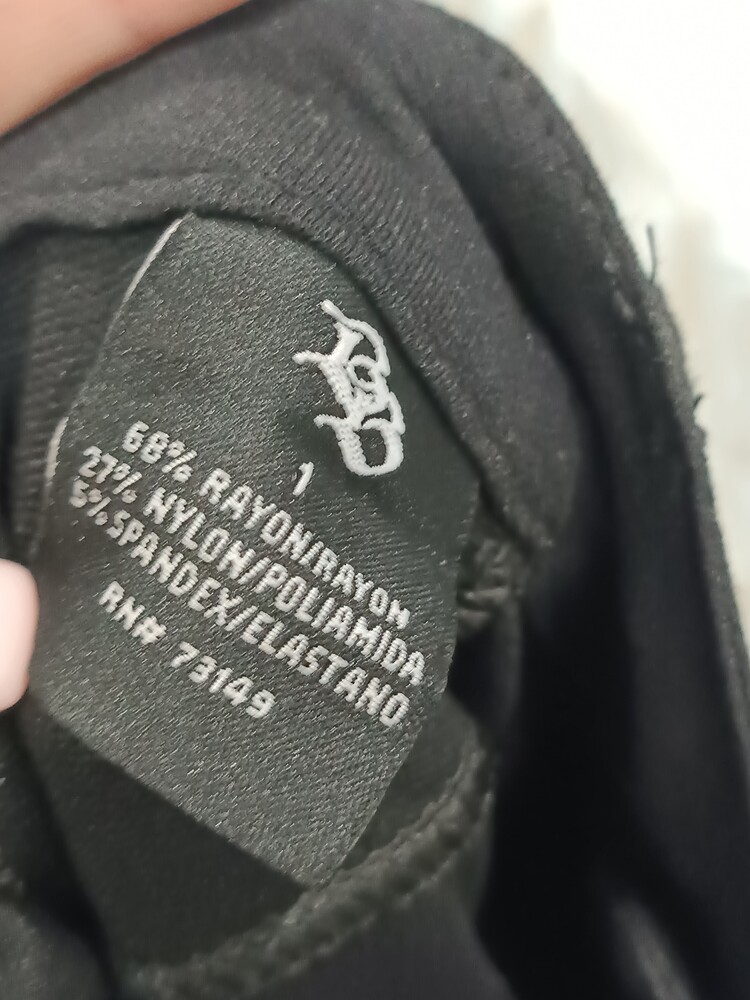 1
68% RAYON/RAYON
27% NYLON/POLIAMIDA
5% SPANDEX/ELASTANO
RN# 73149